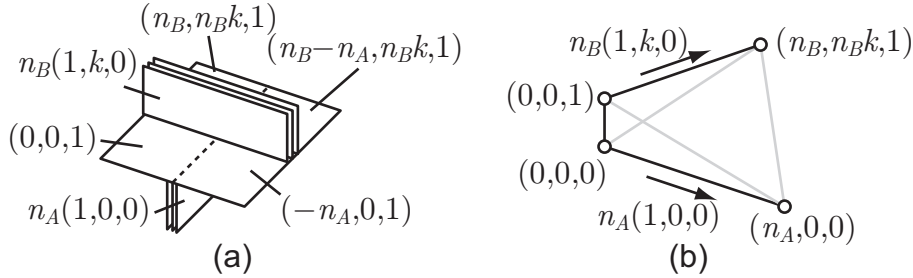 (n_B,n_Bk,1)
(n_B−n_A,n_Bk,1)
n_B(1,k,0)
(0,0,1)
n_A(1,0,0)
(−n_A,0,1)
(a)
n_B(1,k,0)
(n_B,n_Bk,1)
(0,0,1)
(0,0,0)
n_A(1,0,0)
(n_A,0,0)
(b)